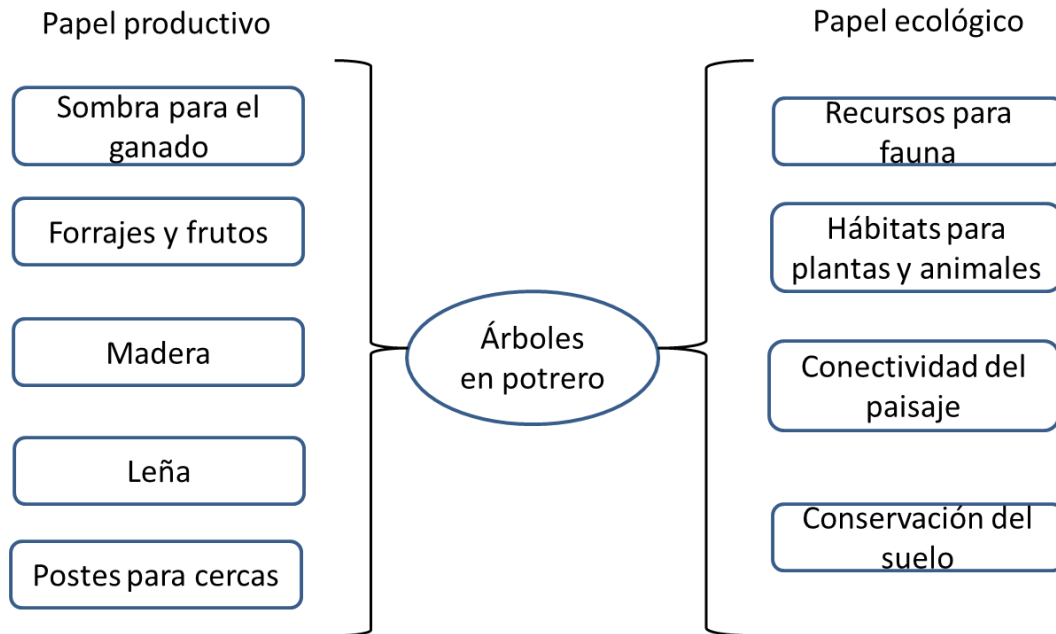 Papel productivo
Sombra para el
ganado
Forrajes y frutos
Madera
Leña
Postes para cercas
Árboles
en potrero
Papel ecológico
Recursos para
fauna
Hábitats para
plantas y animales
Conectividad del
paisaje
Conservación del
suelo